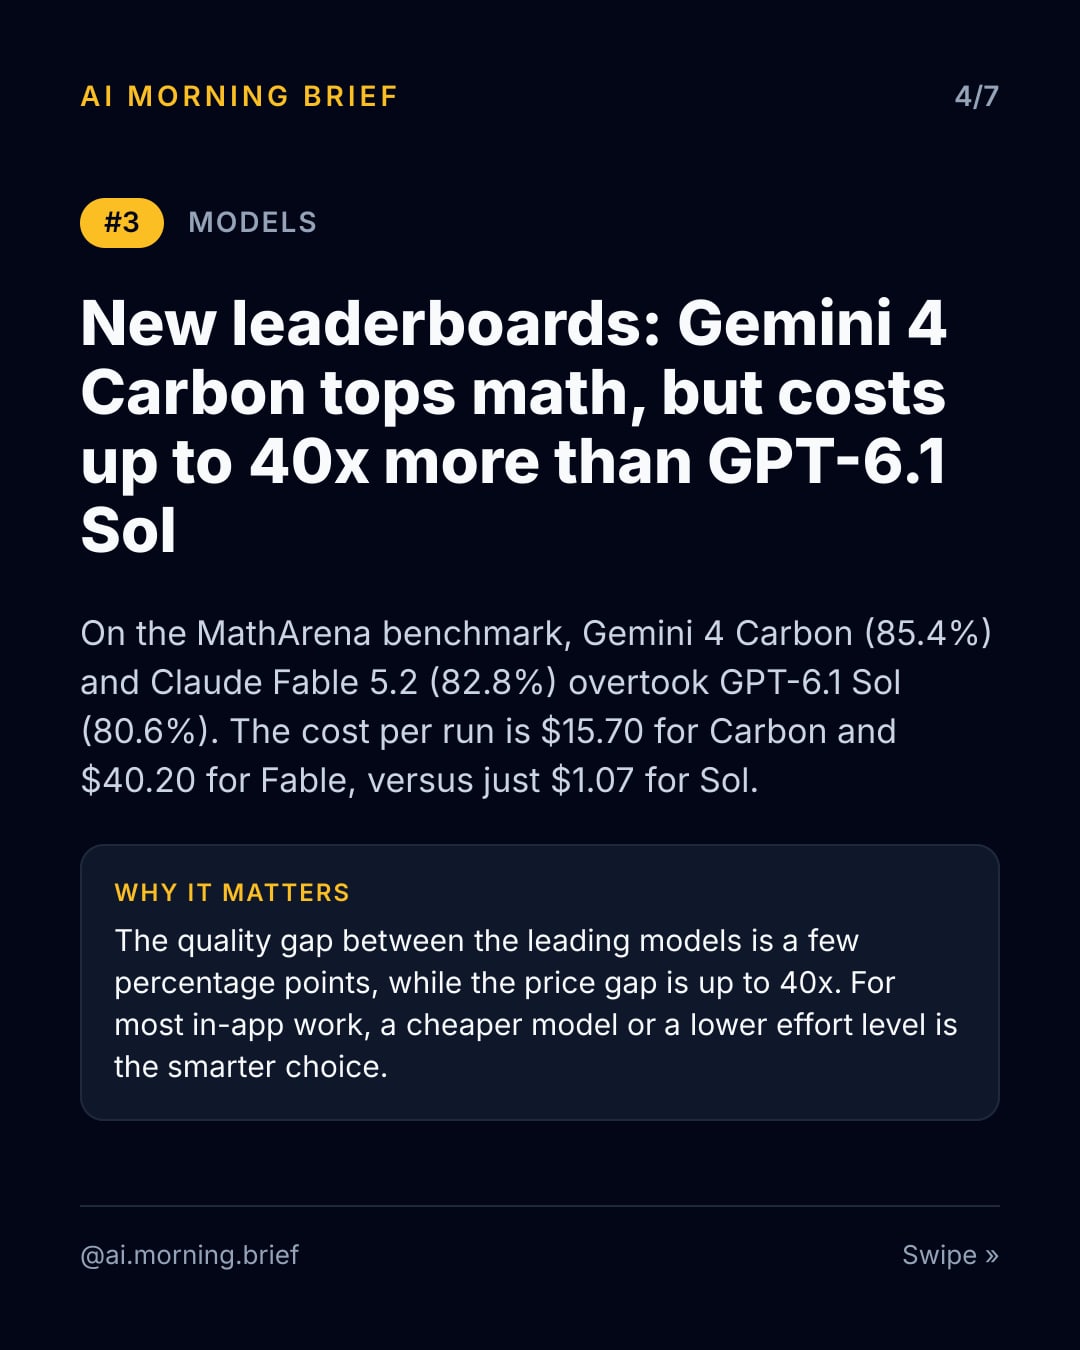 AI MORNING BRIEF
4/7
#3 MODELS
New leaderboards: Gemini 4
Carbon tops math, but costs
up to 40x more than GPT-6.1
Sol
On the MathArena benchmark, Gemini 4 Carbon (85.4%)
and Claude Fable 5.2 (82.8%) overtook GPT-6.1 Sol
(80.6%). The cost per run is $15.70 for Carbon and
$40.20 for Fable, versus just $1.07 for Sol.
WHY IT MATTERS
The quality gap between the leading models is a few
percentage points, while the price gap is up to 40x. For
most in-app work, a cheaper model or a lower effort level is
the smarter choice.
@ai.morning.brief
Swipe »